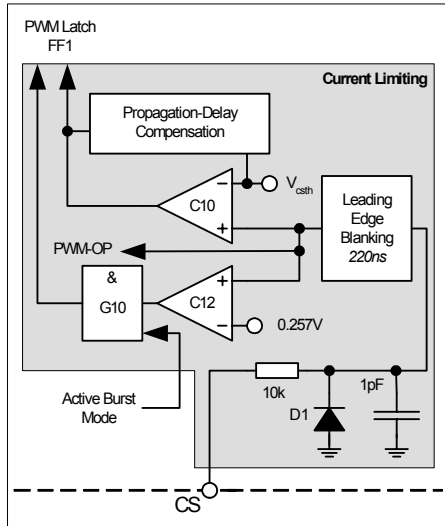 PWM Latch
FF1
Current Limiting
Propagation-Delay
Compensation
Vcsth
C10
Leading
Edge
Blanking
220ns
PWM-OP
&
G10
C12
0.257V
Active Burst
Mode
10k
1pF
D1
CS